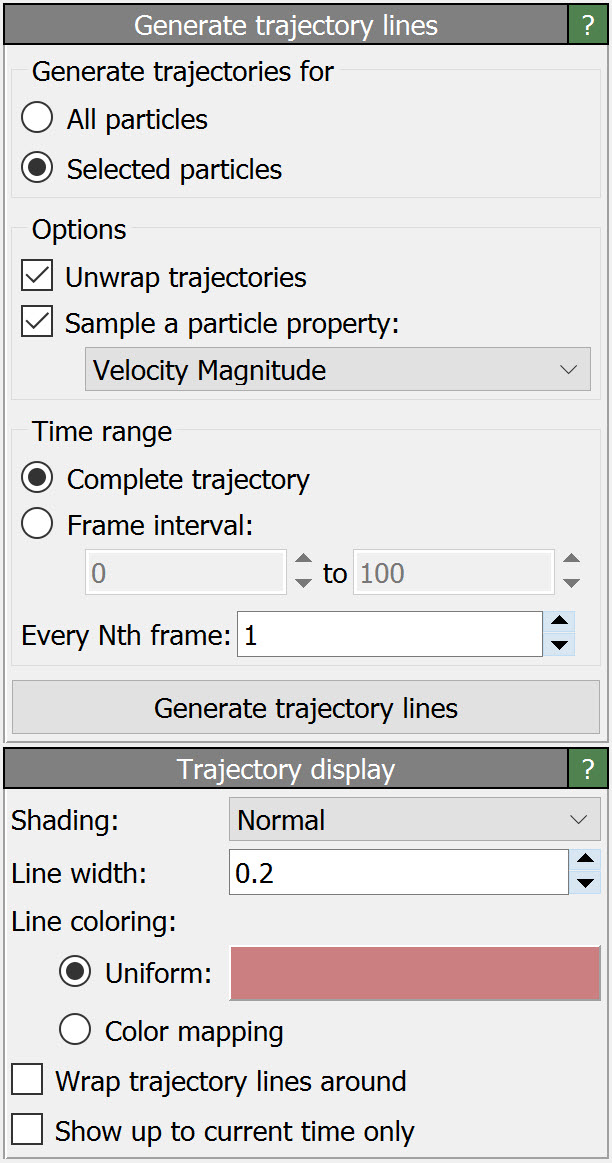 Generate trajectory lines ?
Generate trajectories for
All particles
Selected particles
Options
Unwrap trajectories
Sample a particle property:
Velocity Magnitude
Time range
Complete trajectory
Frame interval:
0 to 100
Every Nth frame: 1
Generate trajectory lines
Trajectory display ?
Shading: Normal
Line width: 0.2
Line coloring:
Uniform:
Color mapping
Wrap trajectory lines around
Show up to current time only